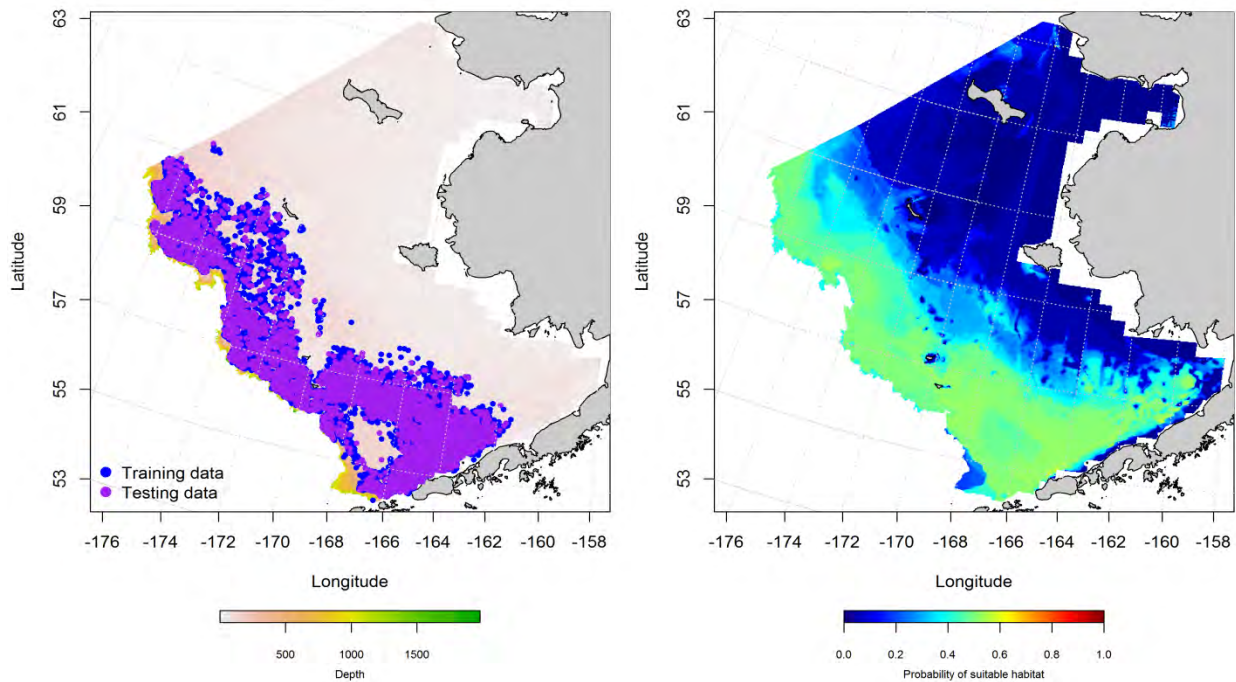 63
61
59
57
55
53
Latitude
Training data
Testing data
-176 -174 -172 -170 -168 -166 -164 -162 -160 -158
Longitude
500 1000 1500
Depth
63
61
59
57
55
53
Latitude
-176 -174 -172 -170 -168 -166 -164 -162 -160 -158
Longitude
0.0 0.2 0.4 0.6 0.8 1.0
Probability of suitable habitat